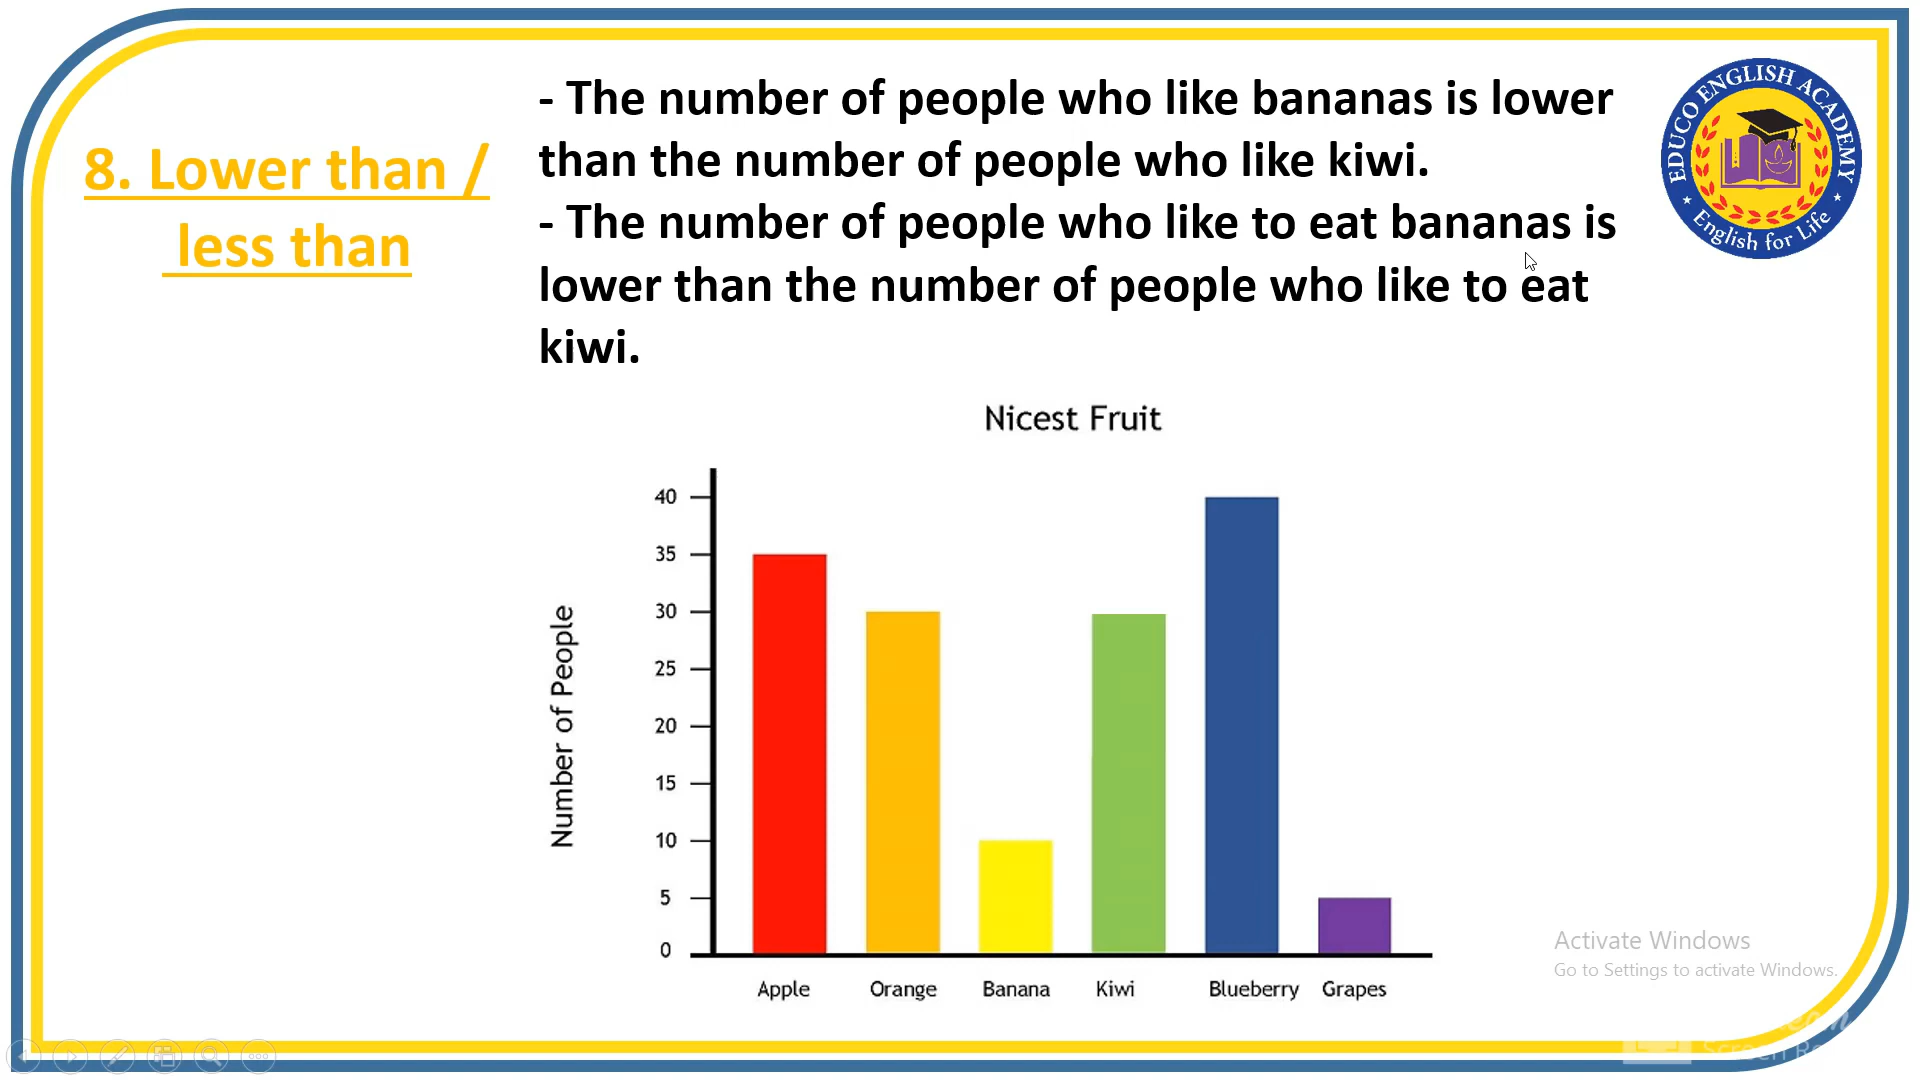 8. Lower than /
less than
- The number of people who like bananas is lower
than the number of people who like kiwi.
- The number of people who like to eat bananas is
lower than the number of people who like to eat
kiwi.
EDUCO ENGLISH ACADEMY
English for Life
Nicest Fruit
Number of People
40
35
30
25
20
15
10
5
0
Apple Orange Banana Kiwi Blueberry Grapes
Activate Windows
Go to Settings to activate Windows.